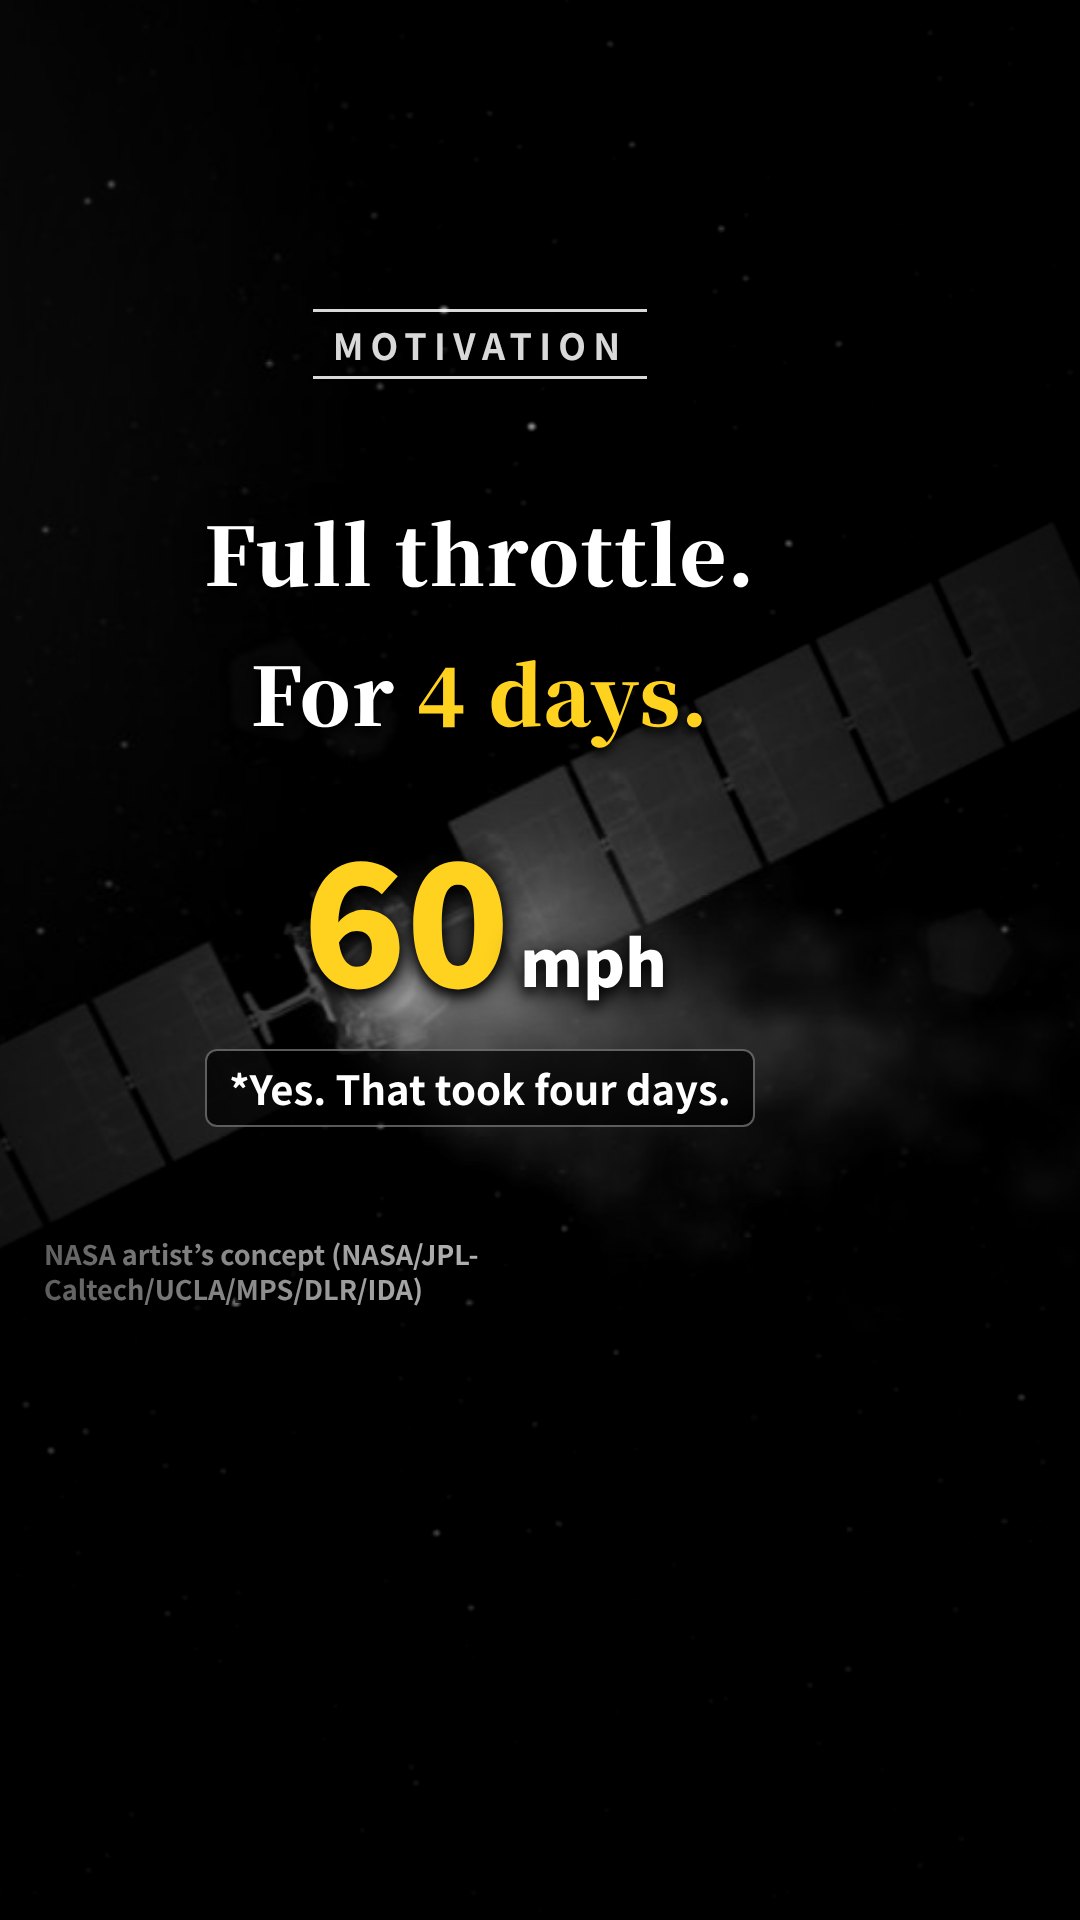 MOTIVATION
Full throttle.
For 4 days.
60 mph
*Yes. That took four days.
NASA artist’s concept (NASA/JPL-
Caltech/UCLA/MPS/DLR/IDA)